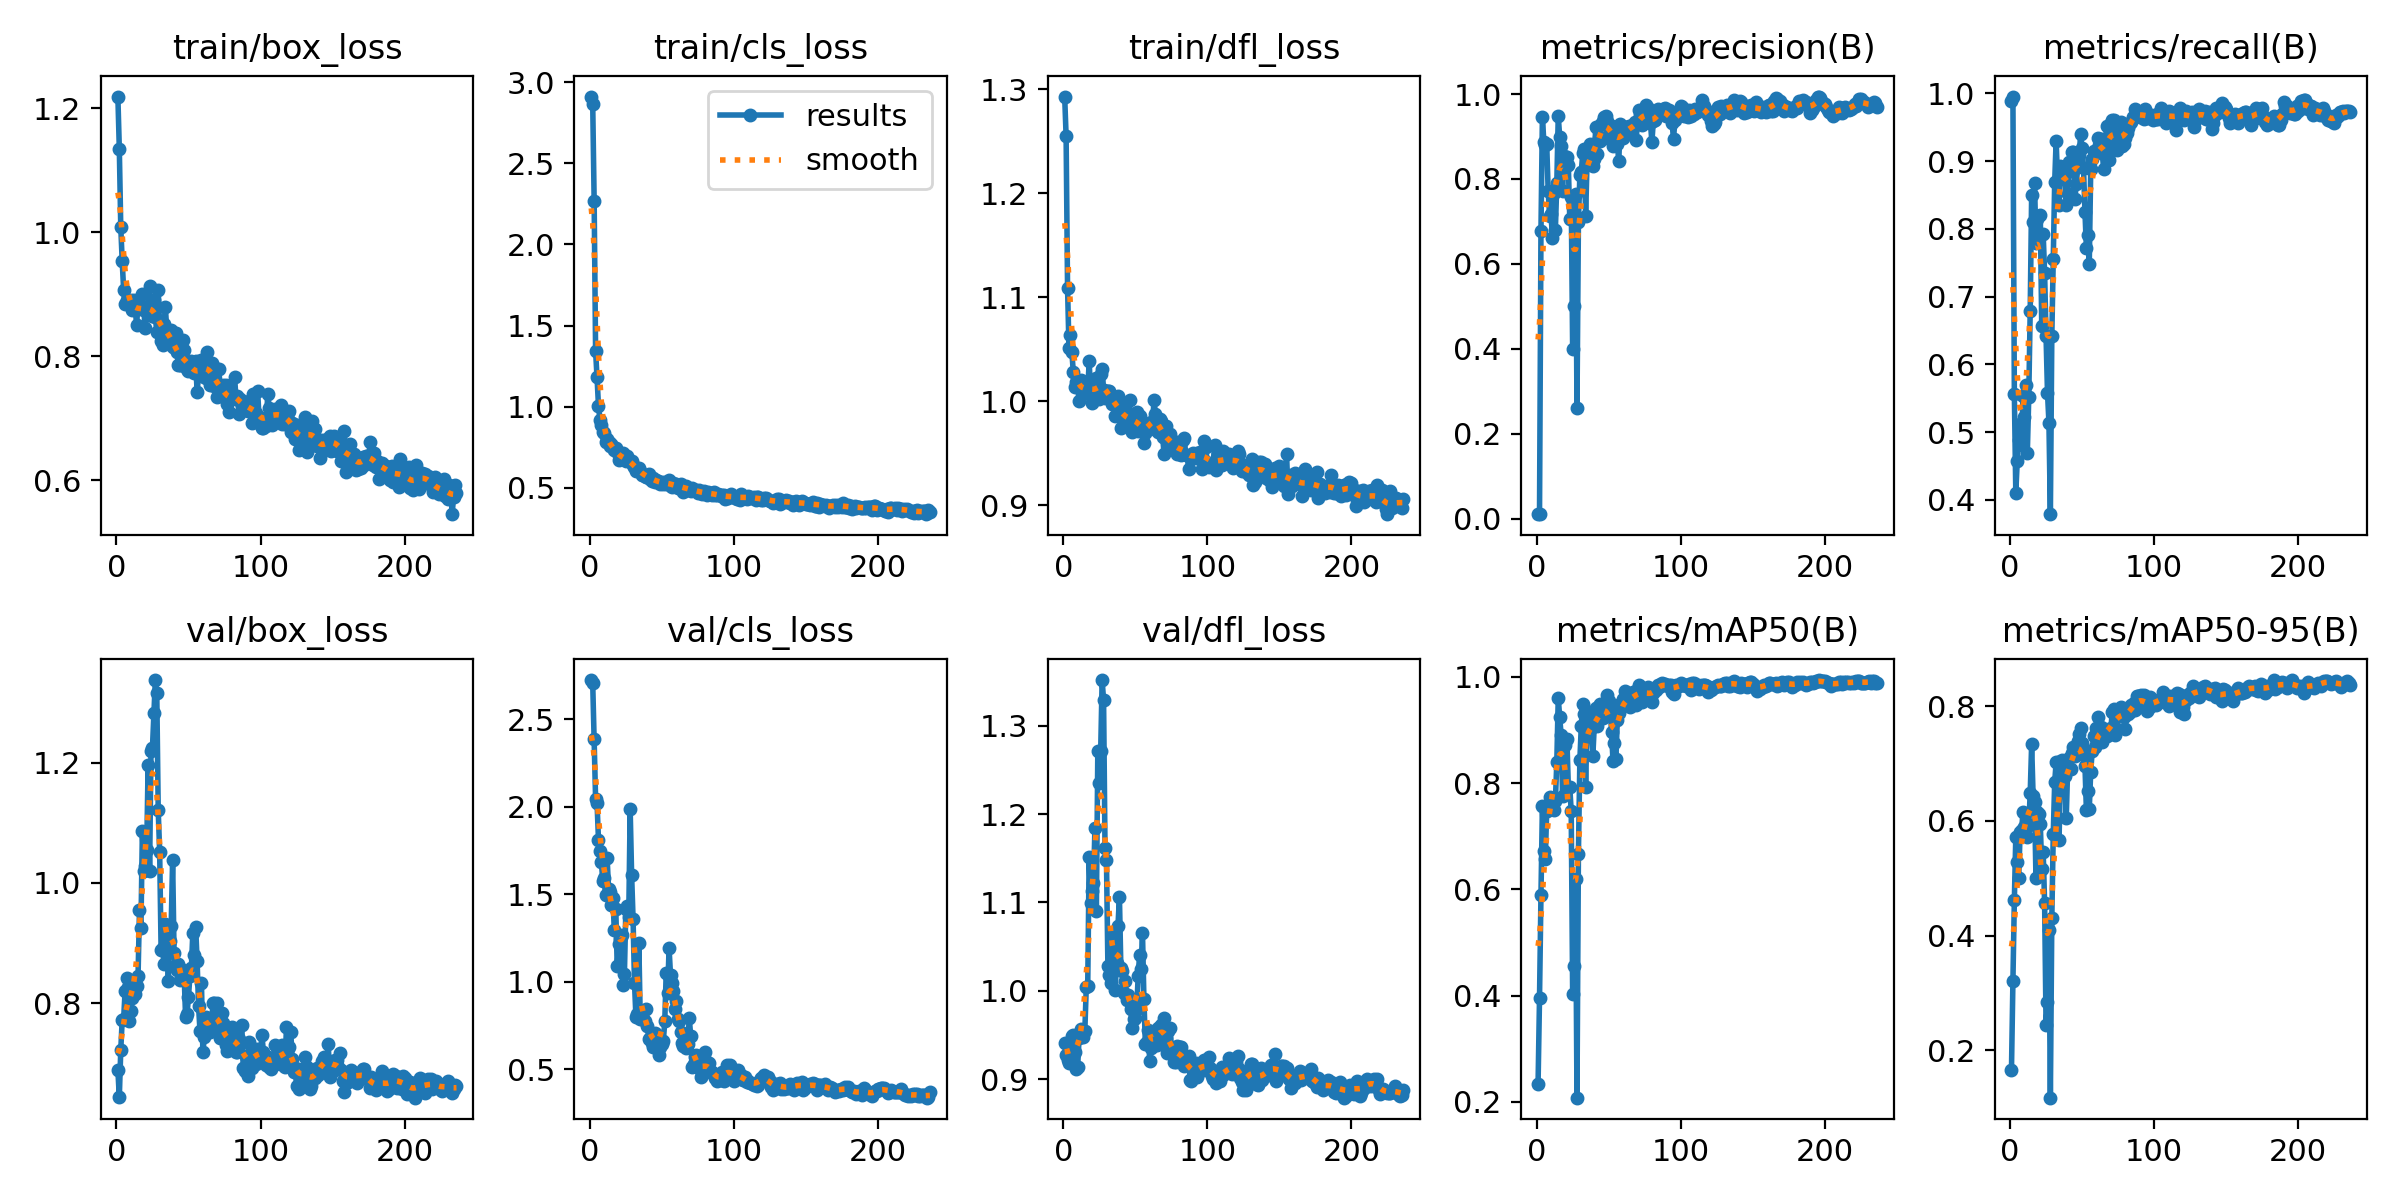 train/box_loss
1.2
1.0
0.8
0.6
0 100 200
train/cls_loss
3.0
2.5
2.0
1.5
1.0
0.5
0 100 200
results
smooth
train/dfl_loss
1.3
1.2
1.1
1.0
0.9
0 100 200
metrics/precision(B)
1.0
0.8
0.6
0.4
0.2
0.0
0 100 200
metrics/recall(B)
1.0
0.9
0.8
0.7
0.6
0.5
0.4
0 100 200
val/box_loss
1.2
1.0
0.8
0 100 200
val/cls_loss
2.5
2.0
1.5
1.0
0.5
0 100 200
val/dfl_loss
1.3
1.2
1.1
1.0
0.9
0 100 200
metrics/mAP50(B)
1.0
0.8
0.6
0.4
0.2
0 100 200
metrics/mAP50-95(B)
0.8
0.6
0.4
0.2
0 100 200